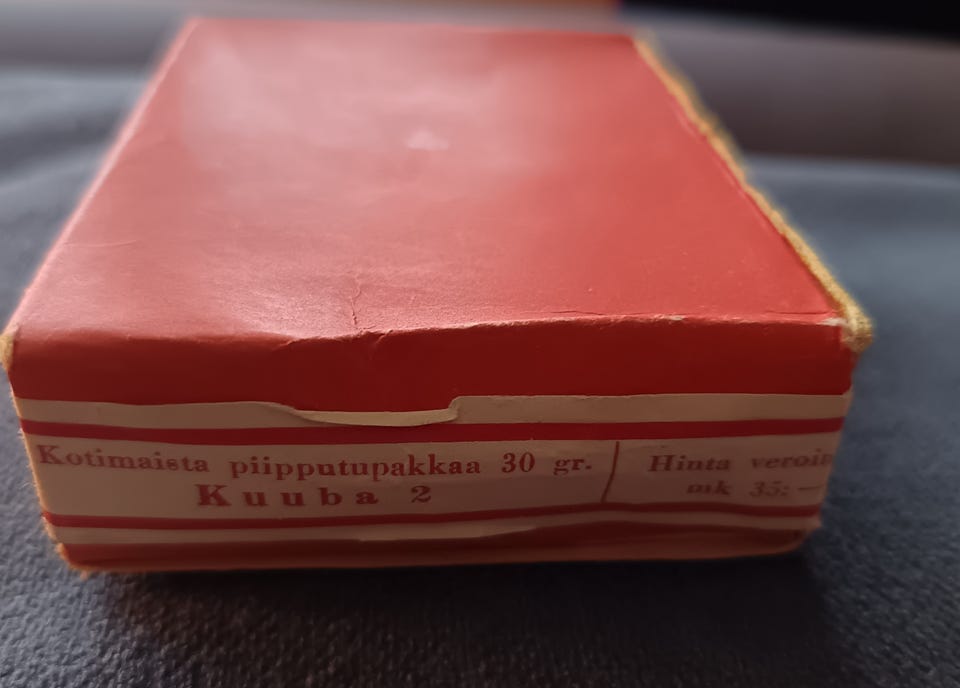 Kotimaista piipputupakkaa 30 gr.
Kuuba 2
Hinta veroin
mk 35:—